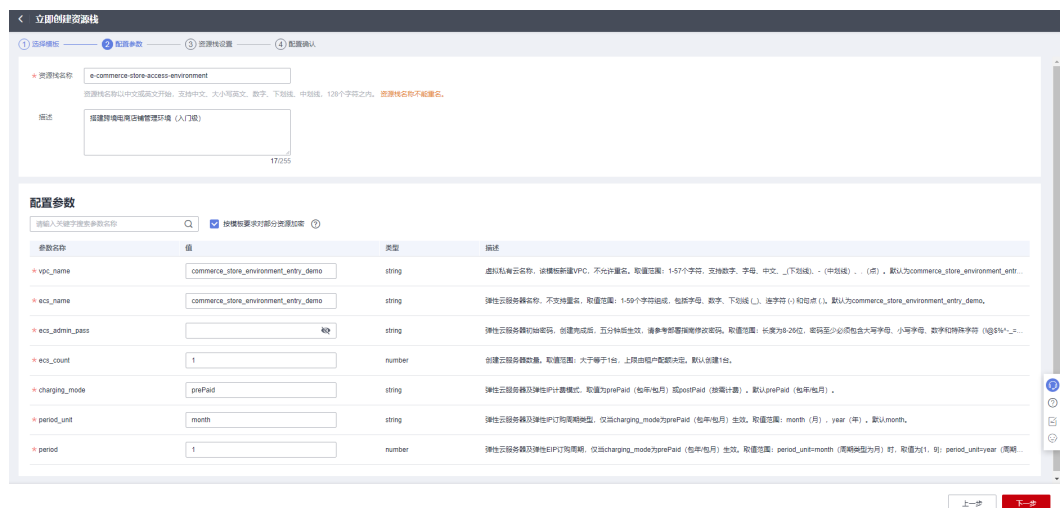 立即创建资源栈
1 选择模板 2 配置参数 3 资源栈设置 4 配置确认
* 资源栈名称 e-commerce-store-access-environment
资源栈名称以中文或英文开始，支持中文、大小写英文、数字、下划线、中划线，128个字符之内。资源栈名称不能重名。
描述 搭建跨境电商店铺管理环境（入门级）
17/255
配置参数
请输入关键字搜索参数名称 按模板要求对部分资源加密
参数名称 值 类型 描述
* vpc_name commerce_store_environment_entry_demo string 虚拟私有云名称，该模板新建VPC，不允许重名。取值范围：1-57个字符，支持数字、字母、中文、_(下划线)、-（中划线）、.（点）。默认为commerce_store_environment_entr...
* ecs_name commerce_store_environment_entry_demo string 弹性云服务器名称，不支持重名。取值范围：1-59个字符组成，包括字母、数字、下划线 (_)、连字符 (-) 和句点 (.)。默认为commerce_store_environment_entry_demo。
* ecs_admin_pass string 弹性云服务器初始密码，创建完成后，五分钟后生效，请参考部署指南修改密码。取值范围：长度为8-26位，密码至少必须包含大写字母、小写字母、数字和特殊字符（!@$%^-_=...
* ecs_count 1 number 创建云服务器数量。取值范围：大于等于1台，上限由租户配额决定。默认创建1台。
* charging_mode prePaid string 弹性云服务器及弹性IP计费模式，取值为prePaid（包年/包月）或postPaid（按需计费）。默认prePaid（包年/包月）。
* period_unit month string 弹性云服务器及弹性IP订购周期类型，仅当charging_mode为prePaid（包年/包月）生效。取值范围：month（月），year（年）。默认month。
* period 1 number 弹性云服务器及弹性EIP订购周期，仅当charging_mode为prePaid（包年/包月）生效。取值范围：period_unit=month（周期类型为月）时，取值为[1，9]；period_unit=year（周期...
上一步 下一步